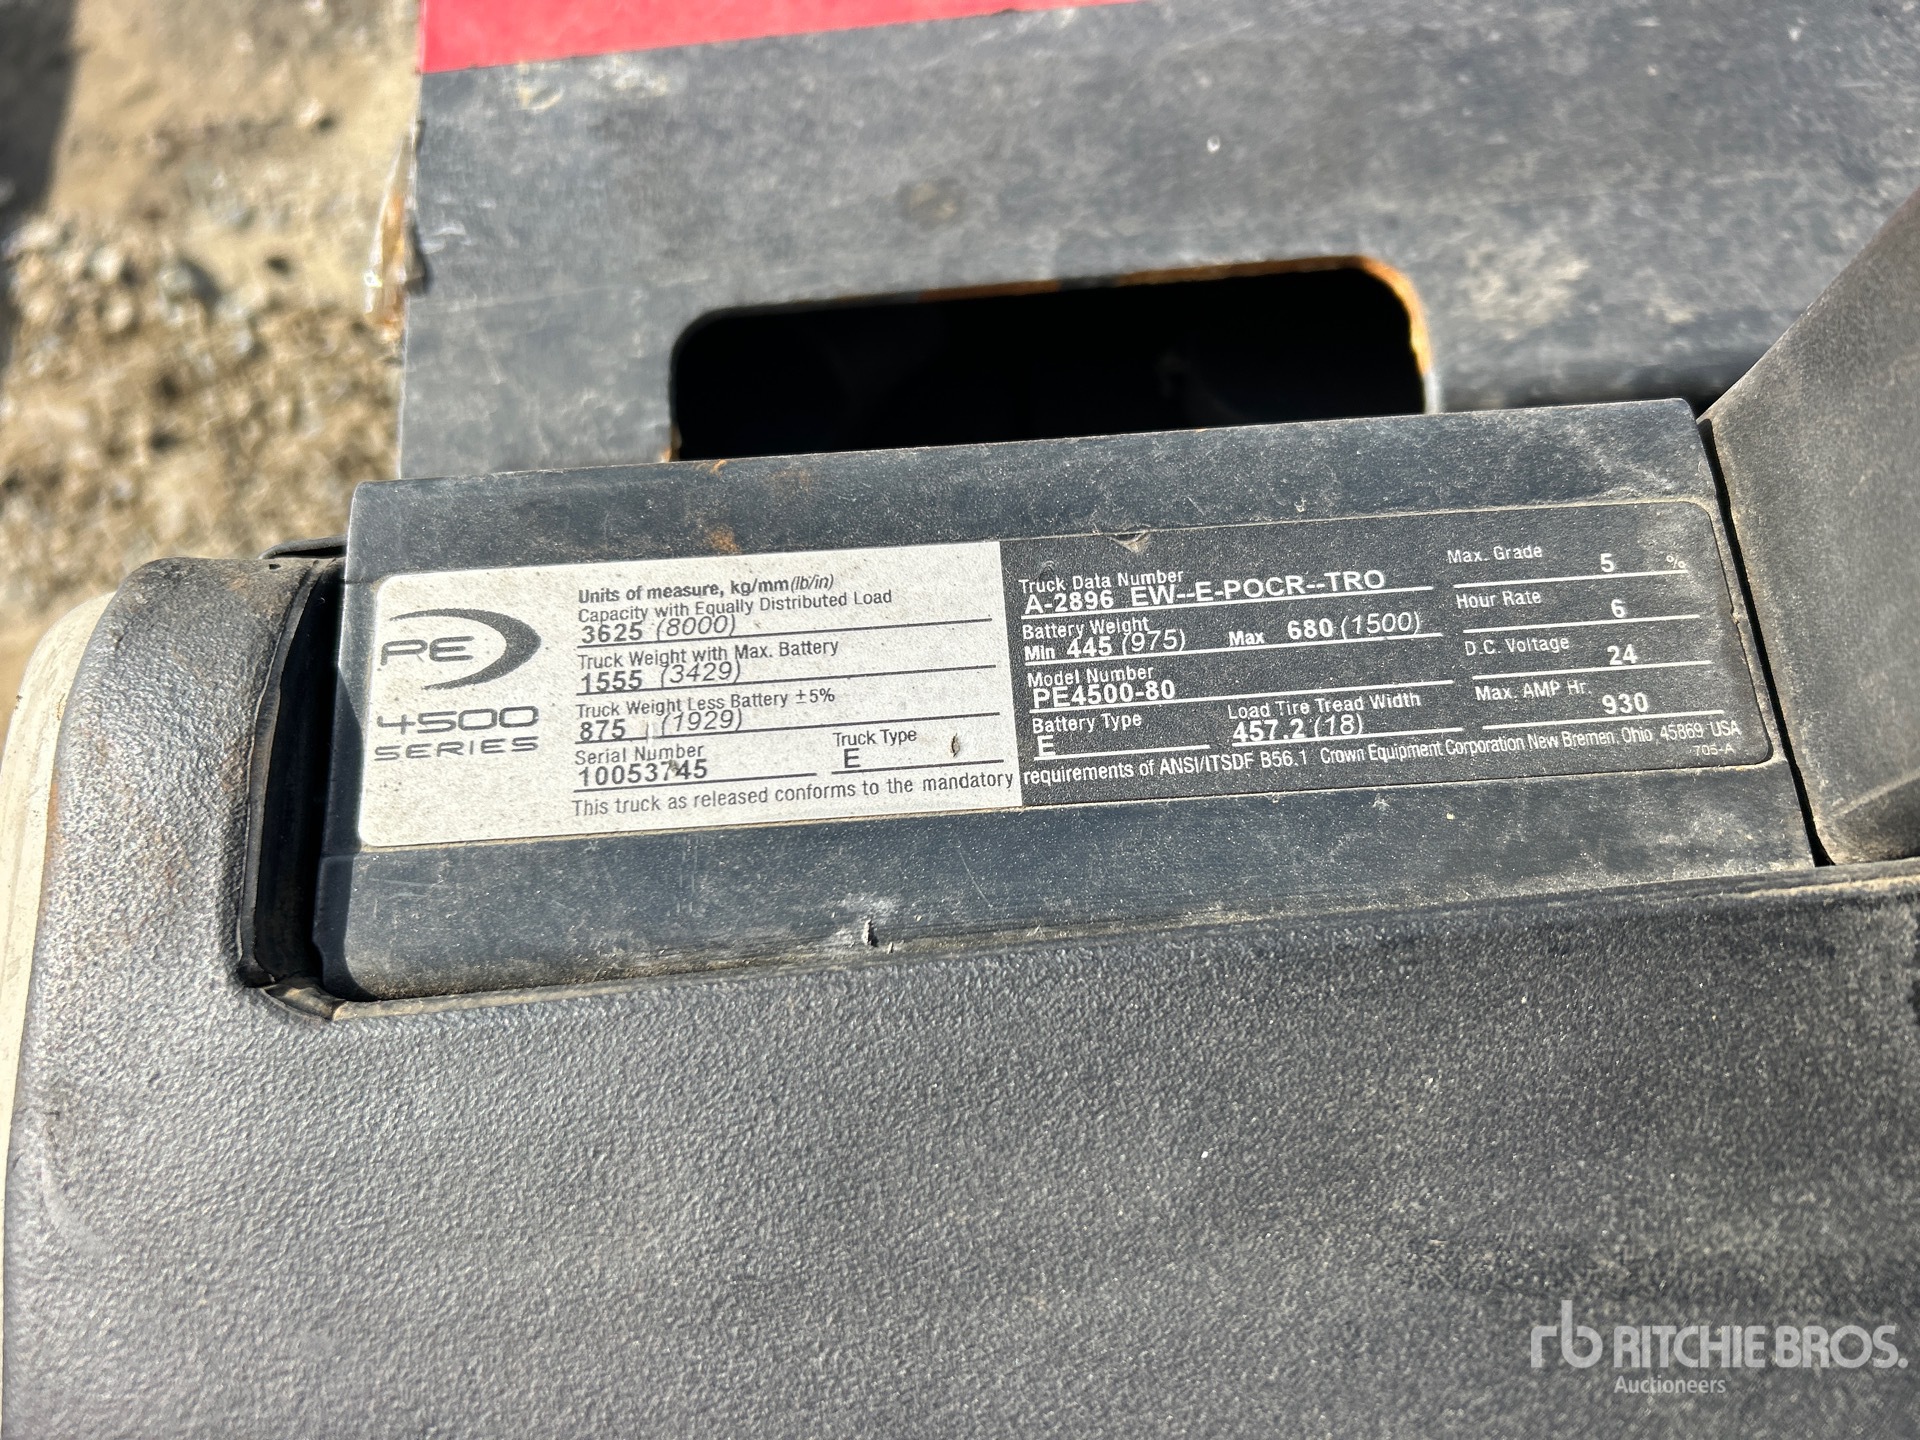 PE
4500
SERIES
Units of measure, kg/mm (lb/in)
Capacity with Equally Distributed Load
3625 (8000)
Truck Weight with Max. Battery
1555 (3429)
Truck Weight Less Battery ±5%
875 (1929)
Serial Number
10053745
Truck Type
E
Truck Data Number
A-2896 EW--E-POCR--TRO
Battery Weight
Min 445 (975) Max 680 (1500)
Model Number
PE4500-80
Battery Type
E
Load Tire Tread Width
457.2 (18)
Max. Grade 5 %
Hour Rate 6
D.C. Voltage 24
Max. AMP Hr. 930
This truck as released conforms to the mandatory requirements of ANSI/ITSDF B56.1 Crown Equipment Corporation New Bremen, Ohio 45869 USA
705-A
rb RITCHIE BROS.
Auctioneers